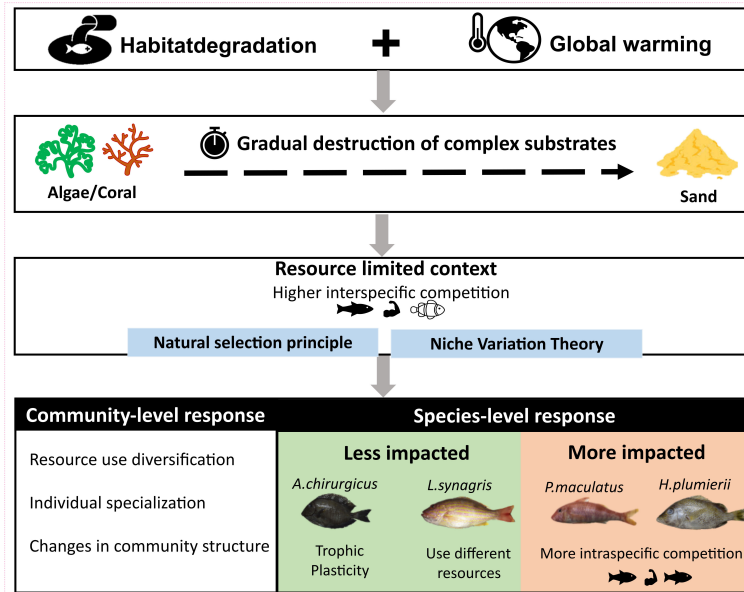 Habitatdegradation + Global warming
Gradual destruction of complex substrates
Algae/Coral
Sand
Resource limited context
Higher interspecific competition
Natural selection principle
Niche Variation Theory
Community-level response
Species-level response
Resource use diversification
Individual specialization
Changes in community structure
Less impacted
A.chirurgicus
L.synagris
Trophic
Plasticity
Use different
resources
More impacted
P.maculatus
H.plumierii
More intraspecific competition